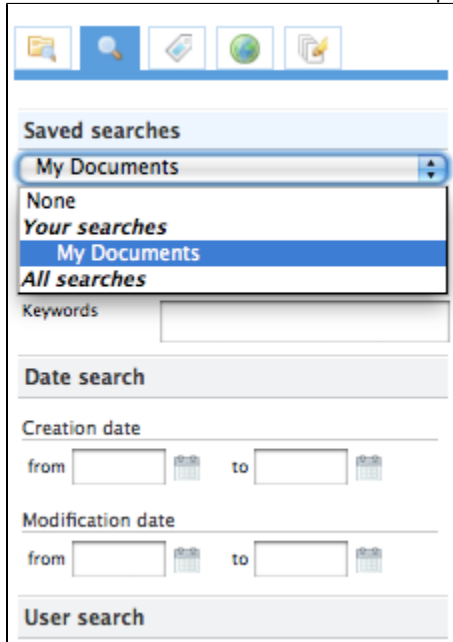 Saved searches
My Documents
None
Your searches
My Documents
All searches
Keywords
Date search
Creation date
from to
Modification date
from to
User search